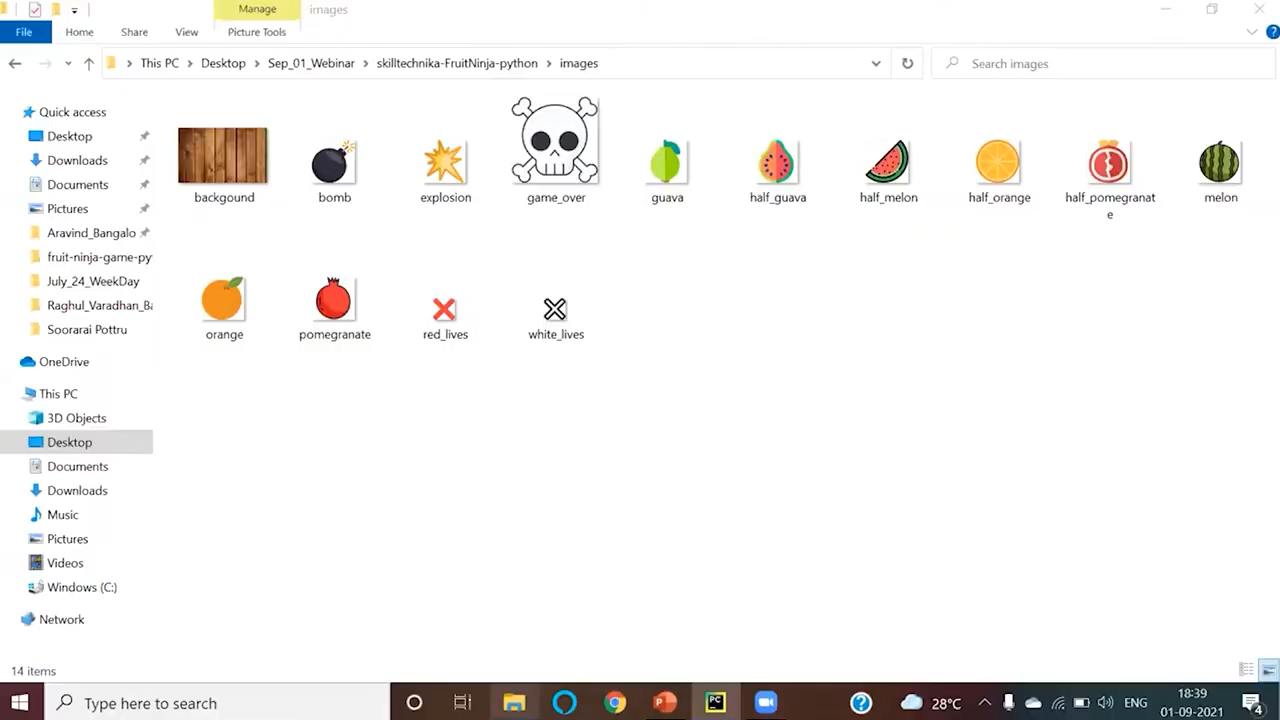 Manage
images
File
Home
Share
View
Picture Tools
This PC
Desktop
Sep_01_Webinar
skilltechnika-FruitNinja-python
images
Search images
Quick access
Desktop
Downloads
Documents
Pictures
Aravind_Bangalo
fruit-ninja-game-py
July_24_WeekDay
Raghul_Varadhan_Ba
Soorarai Pottru
OneDrive
This PC
3D Objects
Desktop
Documents
Downloads
Music
Pictures
Videos
Windows (C:)
Network
backgound
bomb
explosion
game_over
guava
half_guava
half_melon
half_orange
half_pomegranat
e
melon
orange
pomegranate
red_lives
white_lives
14 items
Type here to search
PC
28°C
ENG
18:39
01-09-2021
4